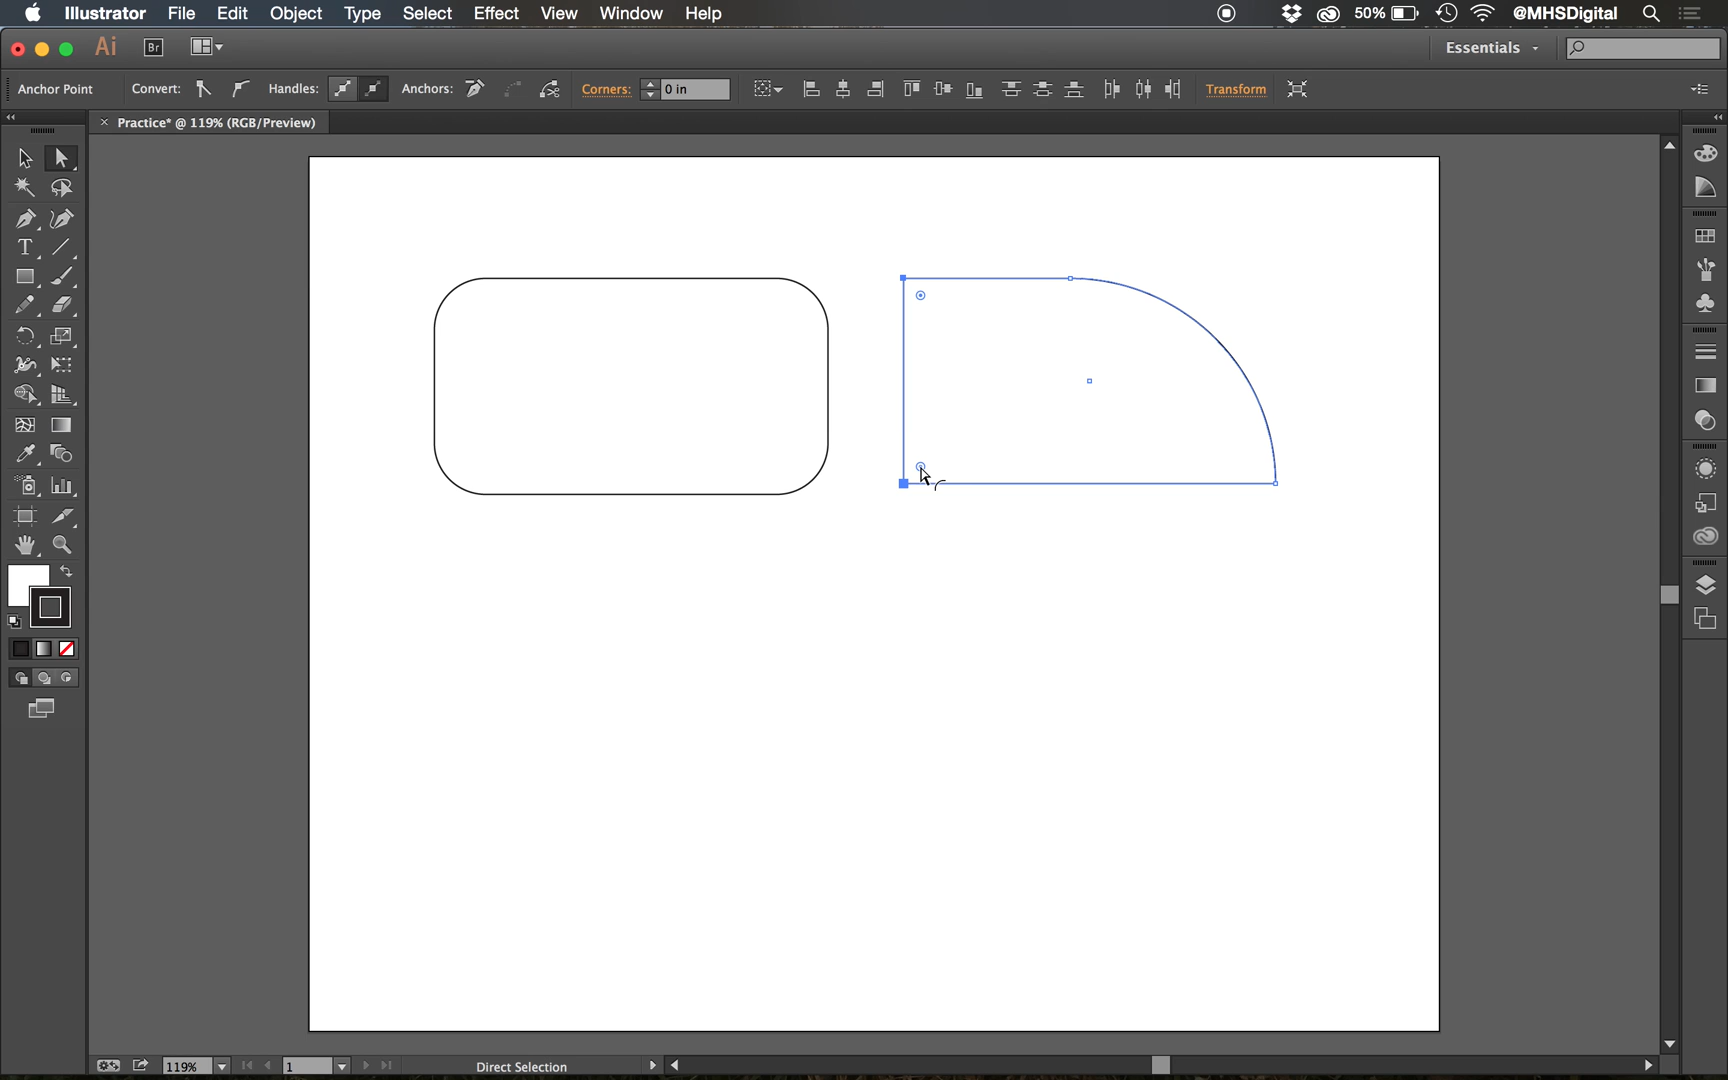 Illustrator File Edit Object Type Select Effect View Window Help 50% @MHSDigital
Ai Br Essentials
Anchor Point Convert: Handles: Anchors: Corners: 0 in Transform
× Practice* @ 119% (RGB/Preview)
T
119% 1 Direct Selection